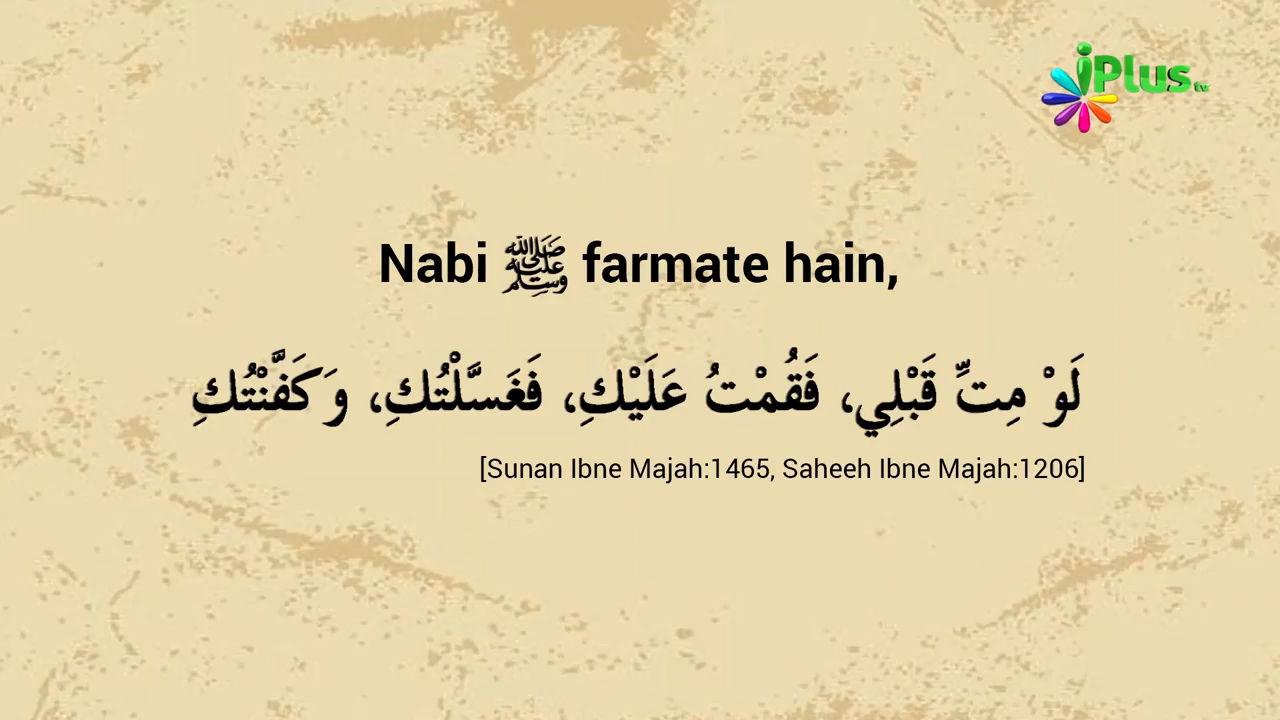 iPlus tv
Nabi ﷺ farmate hain,
لَوْ مِتِّ قَبْلِي، فَقُمْتُ عَلَيْكِ، فَغَسَّلْتُكِ، وَكَفَّنْتُكِ
[Sunan Ibne Majah:1465, Saheeh Ibne Majah:1206]